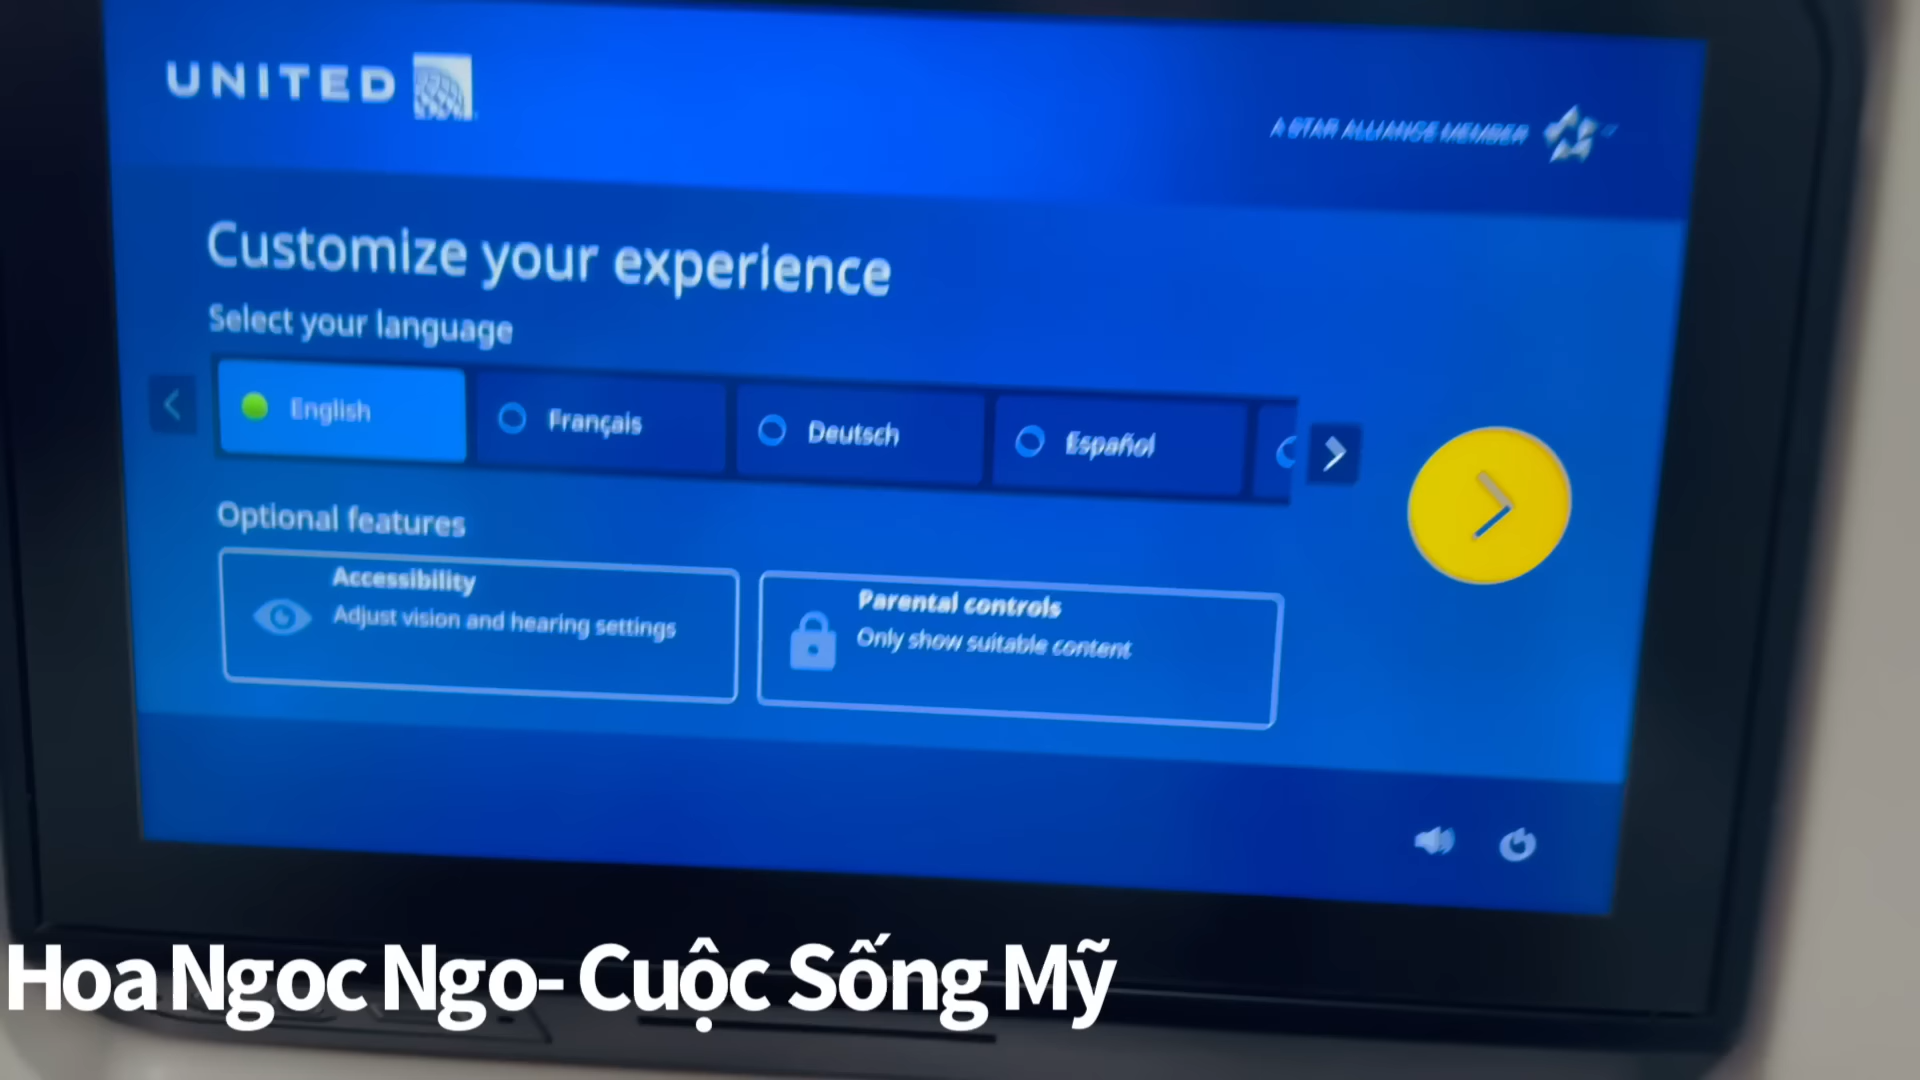 UNITED
A STAR ALLIANCE MEMBER
Customize your experience
Select your language
English
Français
Deutsch
Español
Optional features
Accessibility
Adjust vision and hearing settings
Parental controls
Only show suitable content
Hoa Ngoc Ngo- Cuộc Sống Mỹ